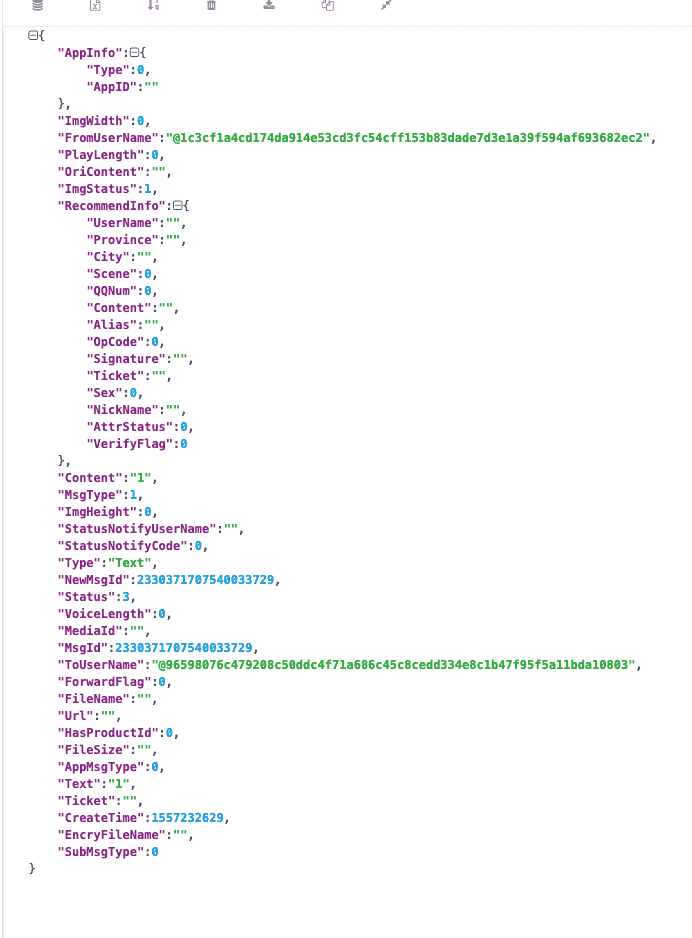 {
"AppInfo":{
"Type":0,
"AppID":""
},
"ImgWidth":0,
"FromUserName":"@1c3cf1a4cd174da914e53cd3fc54cff153b83dade7d3e1a39f594af693682ec2",
"PlayLength":0,
"OriContent":"",
"ImgStatus":1,
"RecommendInfo":{
"UserName":"",
"Province":"",
"City":"",
"Scene":0,
"QQNum":0,
"Content":"",
"Alias":"",
"OpCode":0,
"Signature":"",
"Ticket":"",
"Sex":0,
"NickName":"",
"AttrStatus":0,
"VerifyFlag":0
},
"Content":"1",
"MsgType":1,
"ImgHeight":0,
"StatusNotifyUserName":"",
"StatusNotifyCode":0,
"Type":"Text",
"NewMsgId":2330371707540033729,
"Status":3,
"VoiceLength":0,
"MediaId":"",
"MsgId":2330371707540033729,
"ToUserName":"@96598076c479208c50ddc4f71a686c45c8cedd334e8c1b47f95f5a11bda10803",
"ForwardFlag":0,
"FileName":"",
"Url":"",
"HasProductId":0,
"FileSize":"",
"AppMsgType":0,
"Text":"1",
"Ticket":"",
"CreateTime":1557232629,
"EncryFileName":"",
"SubMsgType":0
}